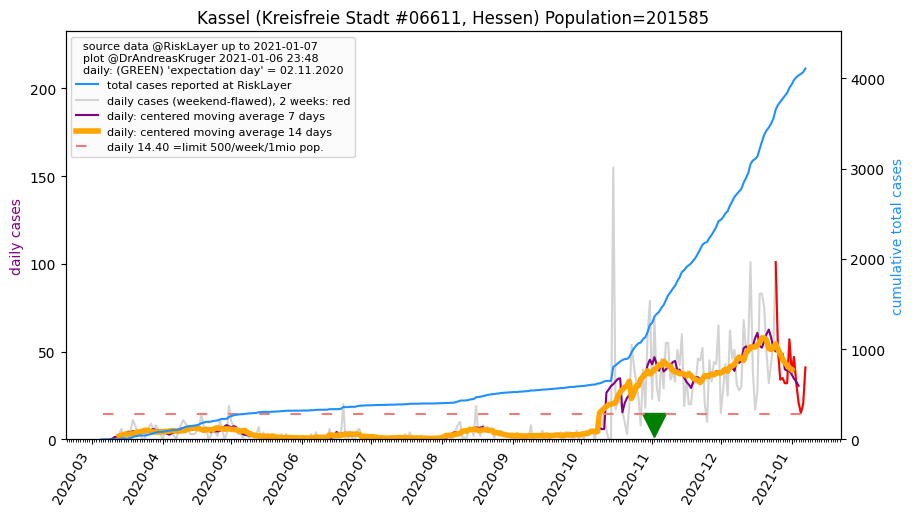 Kassel (Kreisfreie Stadt #06611, Hessen) Population=201585
source data @RiskLayer up to 2021-01-07
plot @DrAndreasKruger 2021-01-06 23:48
daily: (GREEN) 'expectation day' = 02.11.2020
total cases reported at RiskLayer
daily cases (weekend-flawed), 2 weeks: red
daily: centered moving average 7 days
daily: centered moving average 14 days
daily 14.40 =limit 500/week/1mio pop.
daily cases
200
150
100
50
0
cumulative total cases
4000
3000
2000
1000
0
2020-03
2020-04
2020-05
2020-06
2020-07
2020-08
2020-09
2020-10
2020-11
2020-12
2021-01